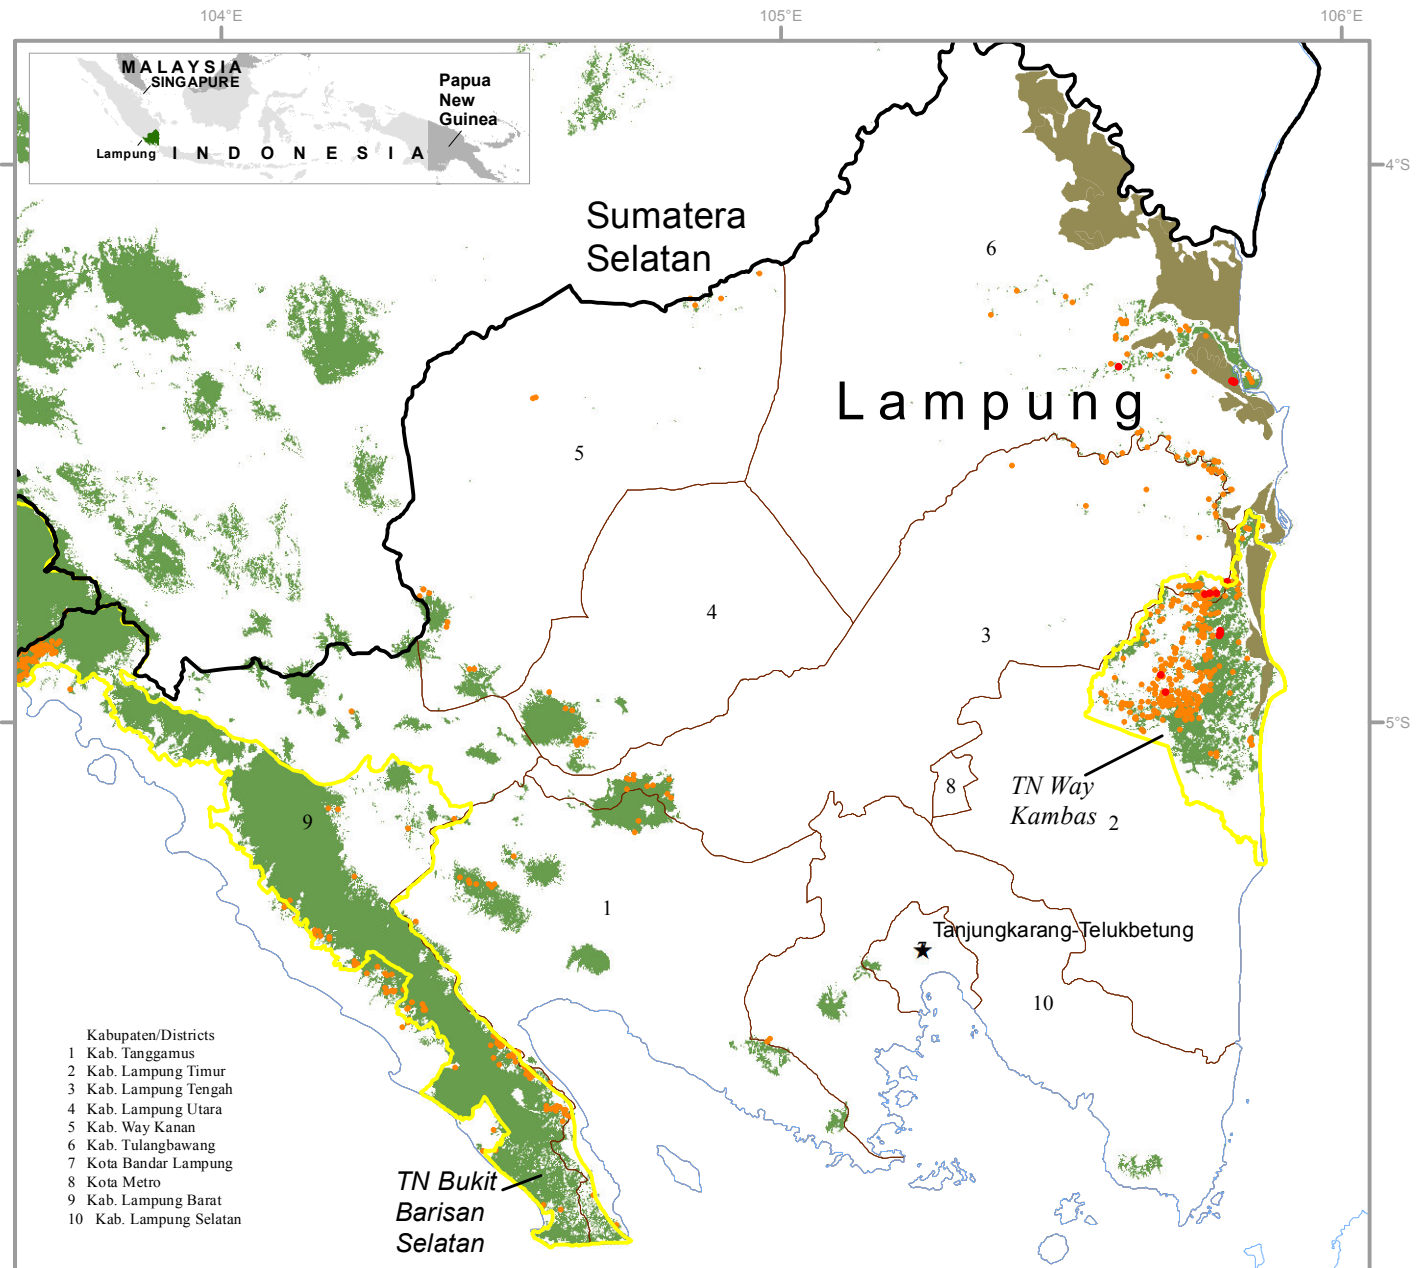 104°E
105°E
106°E
MALAYSIA
SINGAPURE
Papua
New
Guinea
Lampung
INDONESIA
4°S
Sumatera
Selatan
6
Lampung
5
4
3
5°S
TN Way
Kambas
8
2
9
1
Tanjungkarang-Telukbetung
7
10
Kabupaten/Districts
1 Kab. Tanggamus
2 Kab. Lampung Timur
3 Kab. Lampung Tengah
4 Kab. Lampung Utara
5 Kab. Way Kanan
6 Kab. Tulangbawang
7 Kota Bandar Lampung
8 Kota Metro
9 Kab. Lampung Barat
10 Kab. Lampung Selatan
TN Bukit
Barisan
Selatan